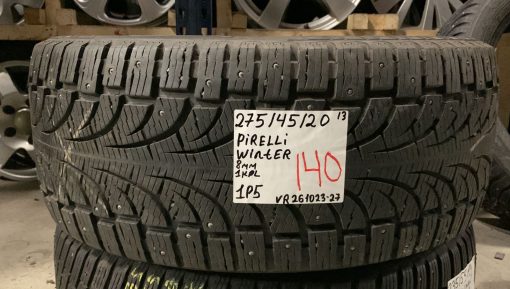 275/45/20 13
PiRELLi
WiNtER
8MM
1KPL
140
1P5
VR261023-27